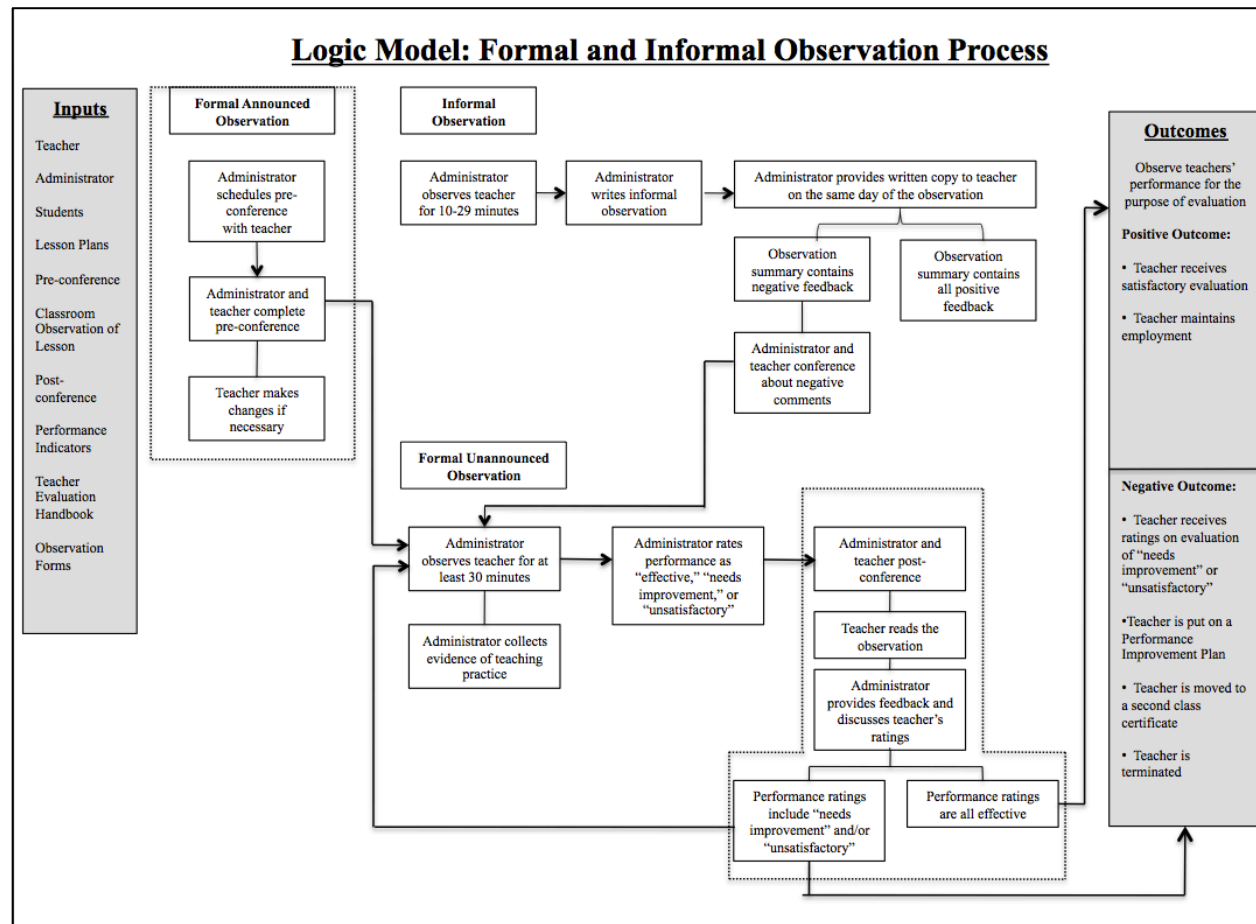 Logic Model: Formal and Informal Observation Process
Inputs
Teacher
Administrator
Students
Lesson Plans
Pre-conference
Classroom
Observation of
Lesson
Post-
conference
Performance
Indicators
Teacher
Evaluation
Handbook
Observation
Forms
Formal Announced
Observation
Administrator
schedules pre-
conference
with teacher
Administrator and
teacher complete
pre-conference
Teacher makes
changes if
necessary
Informal
Observation
Administrator
observes teacher
for 10-29 minutes
Administrator
writes informal
observation
Administrator provides written copy to teacher
on the same day of the observation
Observation
summary contains
negative feedback
Observation
summary contains
all positive
feedback
Administrator and
teacher conference
about negative
comments
Formal Unannounced
Observation
Administrator
observes teacher for at
least 30 minutes
Administrator collects
evidence of teaching
practice
Administrator rates
performance as
“effective,” “needs
improvement,” or
“unsatisfactory”
Administrator and
teacher post-
conference
Teacher reads the
observation
Administrator
provides feedback and
discusses teacher’s
ratings
Performance ratings
include “needs
improvement” and/or
“unsatisfactory”
Performance ratings
are all effective
Outcomes
Observe teachers’
performance for the
purpose of evaluation
Positive Outcome:
• Teacher receives
satisfactory evaluation
• Teacher maintains
employment
Negative Outcome:
• Teacher receives
ratings on evaluation
of “needs
improvement” or
“unsatisfactory”
•Teacher is put on a
Performance
Improvement Plan
• Teacher is moved to
a second class
certificate
• Teacher is
terminated